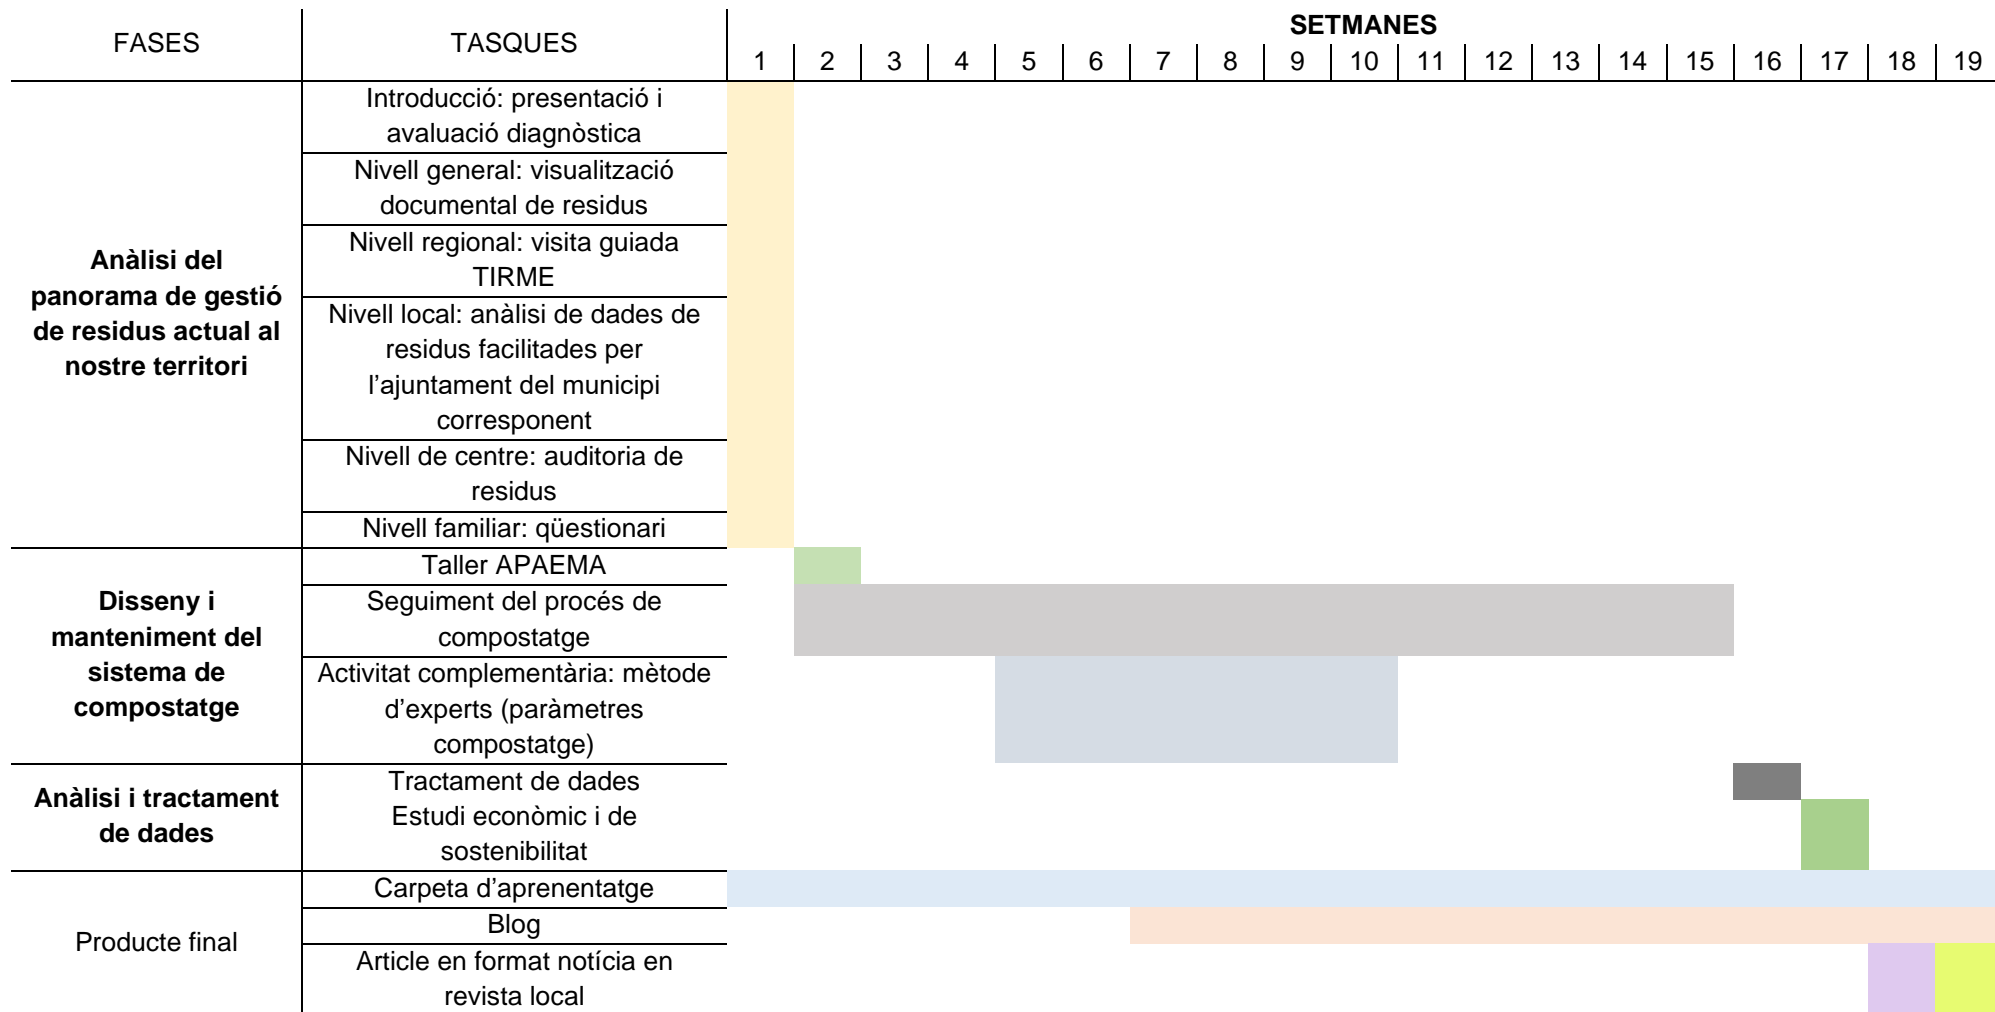 FASES
TASQUES
SETMANES
1 2 3 4 5 6 7 8 9 10 11 12 13 14 15 16 17 18 19
Anàlisi del
panorama de gestió
de residus actual al
nostre territori
Introducció: presentació i
avaluació diagnòstica
Nivell general: visualització
documental de residus
Nivell regional: visita guiada
TIRME
Nivell local: anàlisi de dades de
residus facilitades per
l’ajuntament del municipi
corresponent
Nivell de centre: auditoria de
residus
Nivell familiar: qüestionari
Disseny i
manteniment del
sistema de
compostatge
Taller APAEMA
Seguiment del procés de
compostatge
Activitat complementària: mètode
d’experts (paràmetres
compostatge)
Anàlisi i tractament
de dades
Tractament de dades
Estudi econòmic i de
sostenibilitat
Producte final
Carpeta d’aprenentatge
Blog
Article en format notícia en
revista local